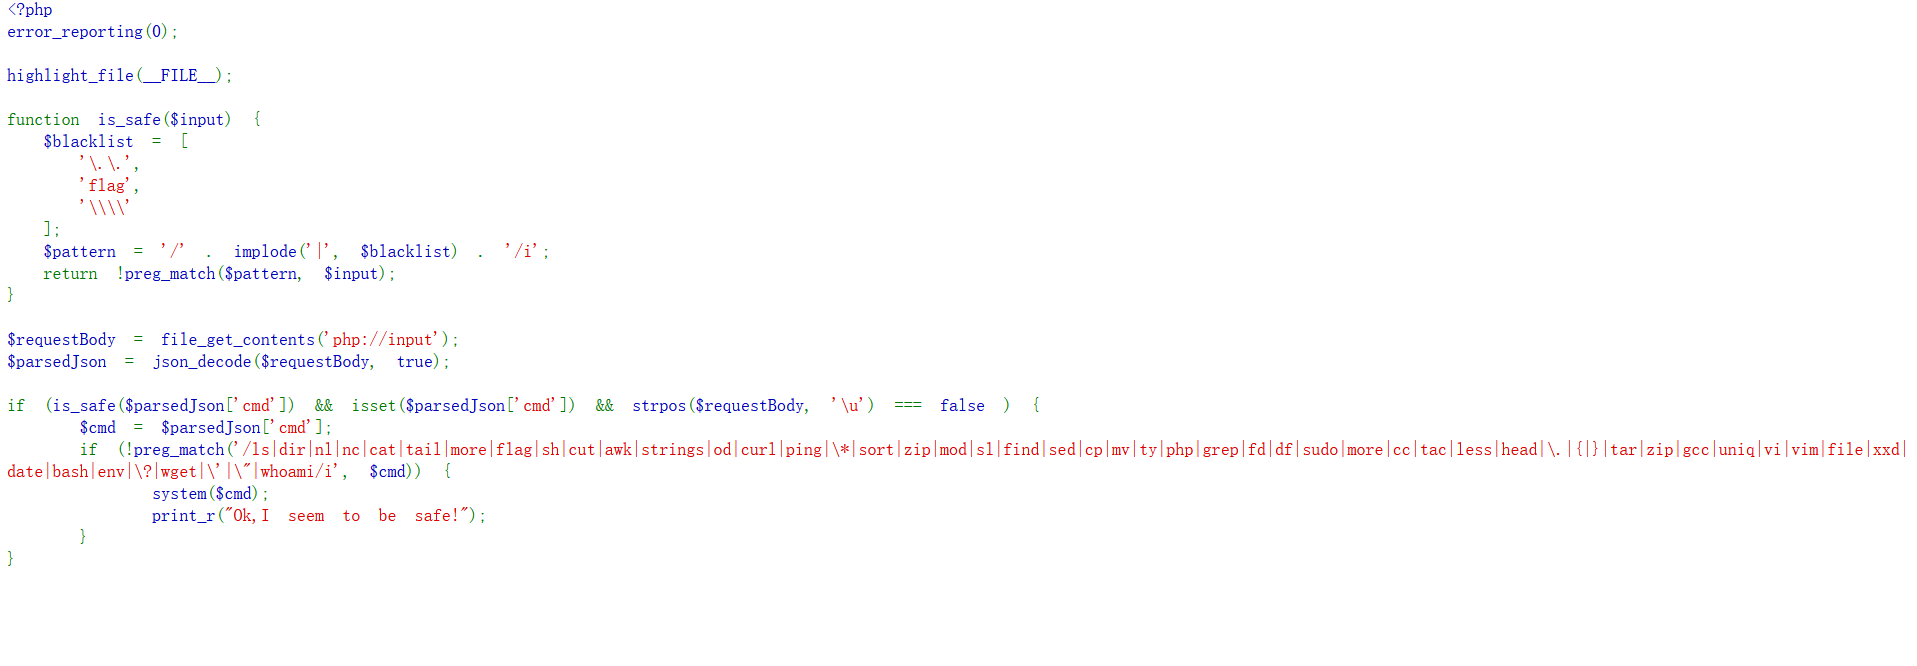 <?php
error_reporting(0);
highlight_file(__FILE__);
function is_safe($input) {
$blacklist = [
'\.\.',
'flag',
'\\\\'
];
$pattern = '/' . implode('|', $blacklist) . '/i';
return !preg_match($pattern, $input);
}
$requestBody = file_get_contents('php://input');
$parsedJson = json_decode($requestBody, true);
if (is_safe($parsedJson['cmd']) && isset($parsedJson['cmd']) && strpos($requestBody, '\u') === false ) {
$cmd = $parsedJson['cmd'];
if (!preg_match('/ls|dir|nl|nc|cat|tail|more|flag|sh|cut|awk|strings|od|curl|ping|\*|sort|zip|mod|sl|find|sed|cp|mv|ty|php|grep|fd|df|sudo|more|cc|tac|less|head|\.|{|}|tar|zip|gcc|uniq|vi|vim|file|xxd|
date|bash|env|\?|wget|\'|\"|whoami/i', $cmd)) {
system($cmd);
print_r("Ok,I seem to be safe!");
}
}